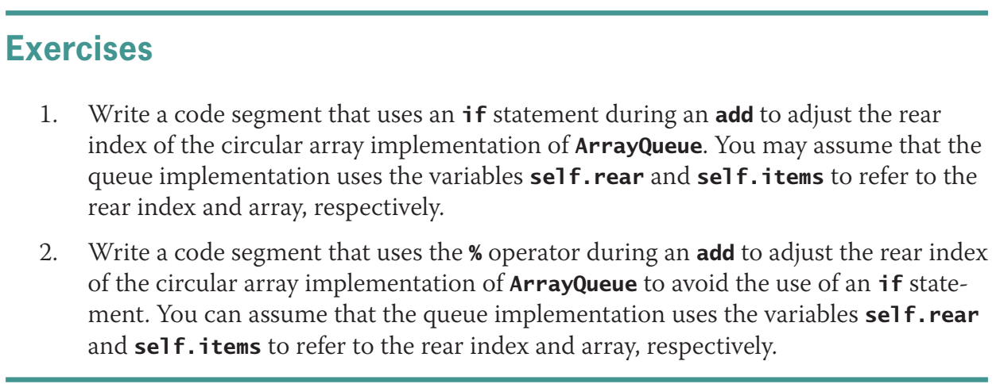 Exercises
1. Write a code segment that uses an if statement during an add to adjust the rear
index of the circular array implementation of ArrayQueue. You may assume that the
queue implementation uses the variables self.rear and self.items to refer to the
rear index and array, respectively.
2. Write a code segment that uses the % operator during an add to adjust the rear index
of the circular array implementation of ArrayQueue to avoid the use of an if state-
ment. You can assume that the queue implementation uses the variables self.rear
and self.items to refer to the rear index and array, respectively.